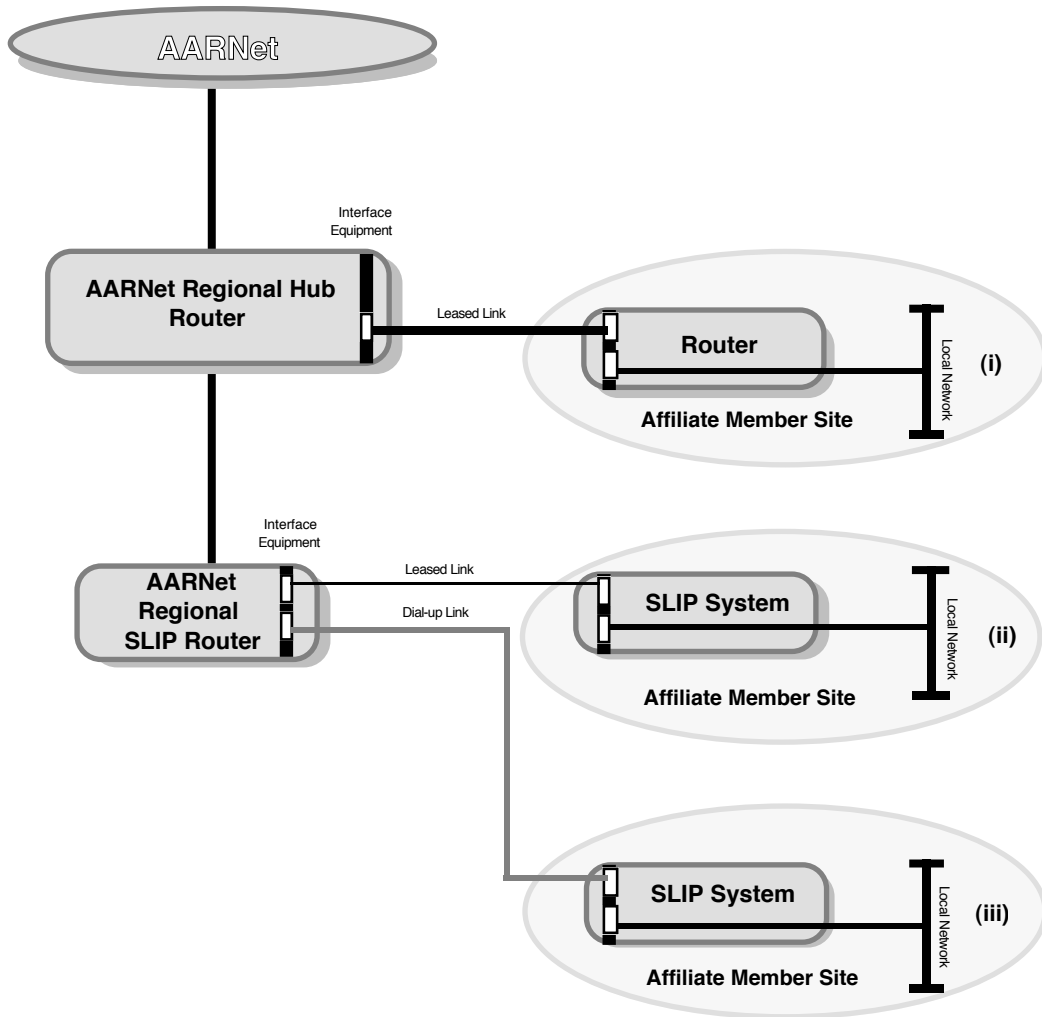 AARNet
Interface
Equipment
AARNet Regional Hub
Router
Leased Link
Router
Local Network
(i)
Affiliate Member Site
Interface
Equipment
AARNet
Regional
SLIP Router
Leased Link
Dial-up Link
SLIP System
Local Network
(ii)
Affiliate Member Site
SLIP System
Local Network
(iii)
Affiliate Member Site